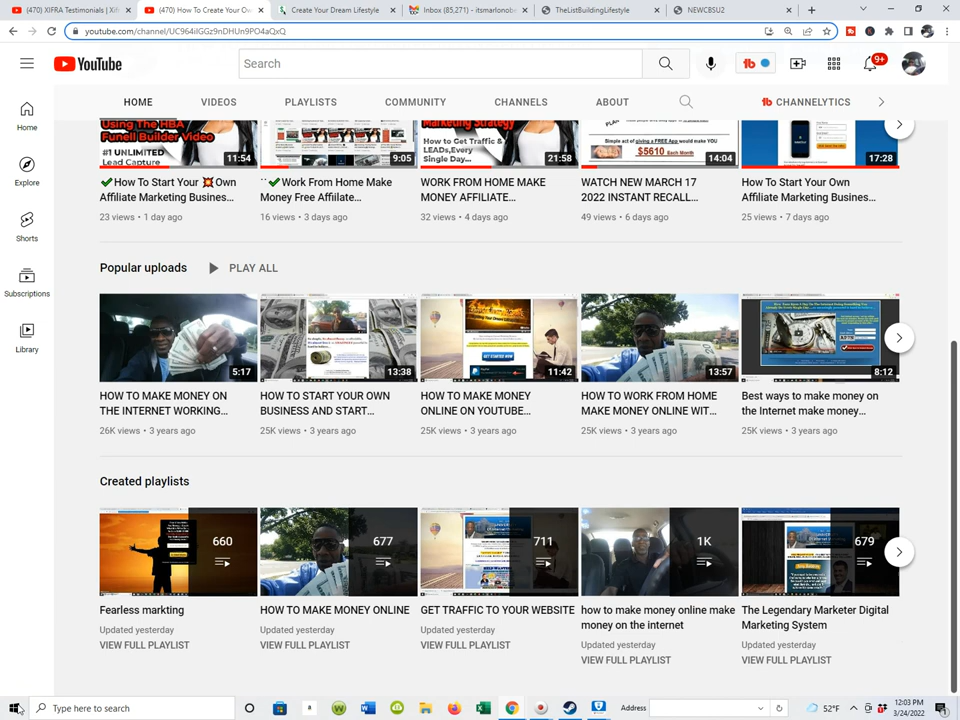 (470) XIFRA Testimonials | Xifr
(470) How To Create Your Ow
Create Your Dream Lifestyle
Inbox (85,271) - itsmarlonob
TheListBuildingLifestyle
NEWCBSU2
youtube.com/channel/UC964iIGGz9nDHUn9PO4aQxQ
YouTube
Search
tb
9+
HOME VIDEOS PLAYLISTS COMMUNITY CHANNELS ABOUT tb CHANNELYTICS
Home
Explore
Shorts
Subscriptions
Library
Using The HBA
Funell Builder Video
#1 UNLIMITED
Lead Capture
11:54
9:05
Marketing Strategy
How to Get Traffic &
LEADs,Every
Single Day...
21:58
Simple act of giving a FREE App would make
$5610 Each Month
14:04
17:28
✔How To Start Your 💥Own
Affiliate Marketing Busines...
23 views • 1 day ago
✔Work From Home Make
Money Free Affiliate...
16 views • 3 days ago
WORK FROM HOME MAKE
MONEY AFFILIATE...
32 views • 4 days ago
WATCH NEW MARCH 17
2022 INSTANT RECALL...
49 views • 6 days ago
How To Start Your Own
Affiliate Marketing Business...
25 views • 7 days ago
Popular uploads PLAY ALL
5:17
13:38
GET STARTED NOW
PayPal
11:42
13:57
8:12
HOW TO MAKE MONEY ON
THE INTERNET WORKING...
26K views • 3 years ago
HOW TO START YOUR OWN
BUSINESS AND START...
25K views • 3 years ago
HOW TO MAKE MONEY
ONLINE ON YOUTUBE...
25K views • 3 years ago
HOW TO WORK FROM HOME
MAKE MONEY ONLINE WIT...
25K views • 3 years ago
Best ways to make money on
the Internet make money...
25K views • 3 years ago
Created playlists
660
677
711
1K
679
Fearless markting
Updated yesterday
VIEW FULL PLAYLIST
HOW TO MAKE MONEY ONLINE
Updated yesterday
VIEW FULL PLAYLIST
GET TRAFFIC TO YOUR WEBSITE
Updated yesterday
VIEW FULL PLAYLIST
how to make money online make
money on the internet
Updated yesterday
VIEW FULL PLAYLIST
The Legendary Marketer Digital
Marketing System
Updated yesterday
VIEW FULL PLAYLIST
Type here to search
a
Address
52°F
12:03 PM
3/24/2022
1